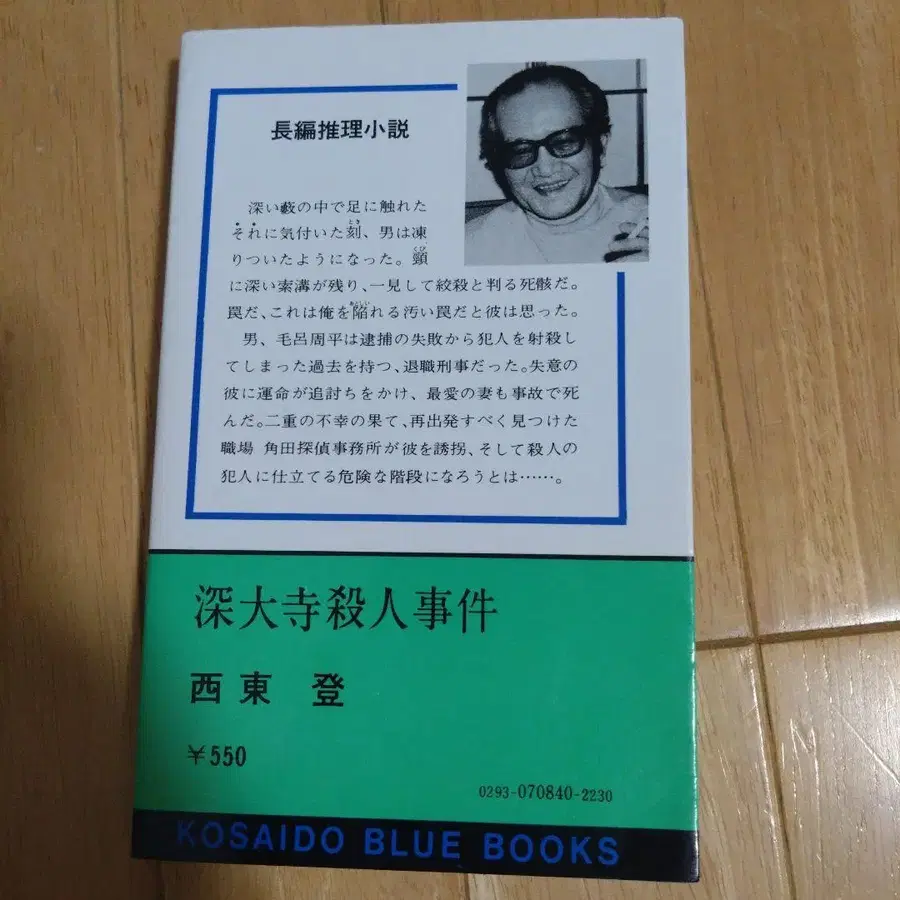 長編推理小説
深い藪の中で足に触れた
それに気付いた刻、男は凍
りついたようになった。頸
に深い索溝が残り、一見して絞殺と判る死骸だ。
罠だ、これは俺を陥れる汚い罠だと彼は思った。
男、毛呂周平は逮捕の失敗から犯人を射殺し
てしまった過去を持つ、退職刑事だった。失意の
彼に運命が追討ちをかけ、最愛の妻も事故で死
んだ。二重の不幸の果て、再出発すべく見つけた
職場 角田探偵事務所が彼を誘拐、そして殺人の
犯人に仕立てる危険な階段になろうとは……。
深大寺殺人事件
西東 登
¥550
0293-070840-2230
KOSAIDO BLUE BOOKS